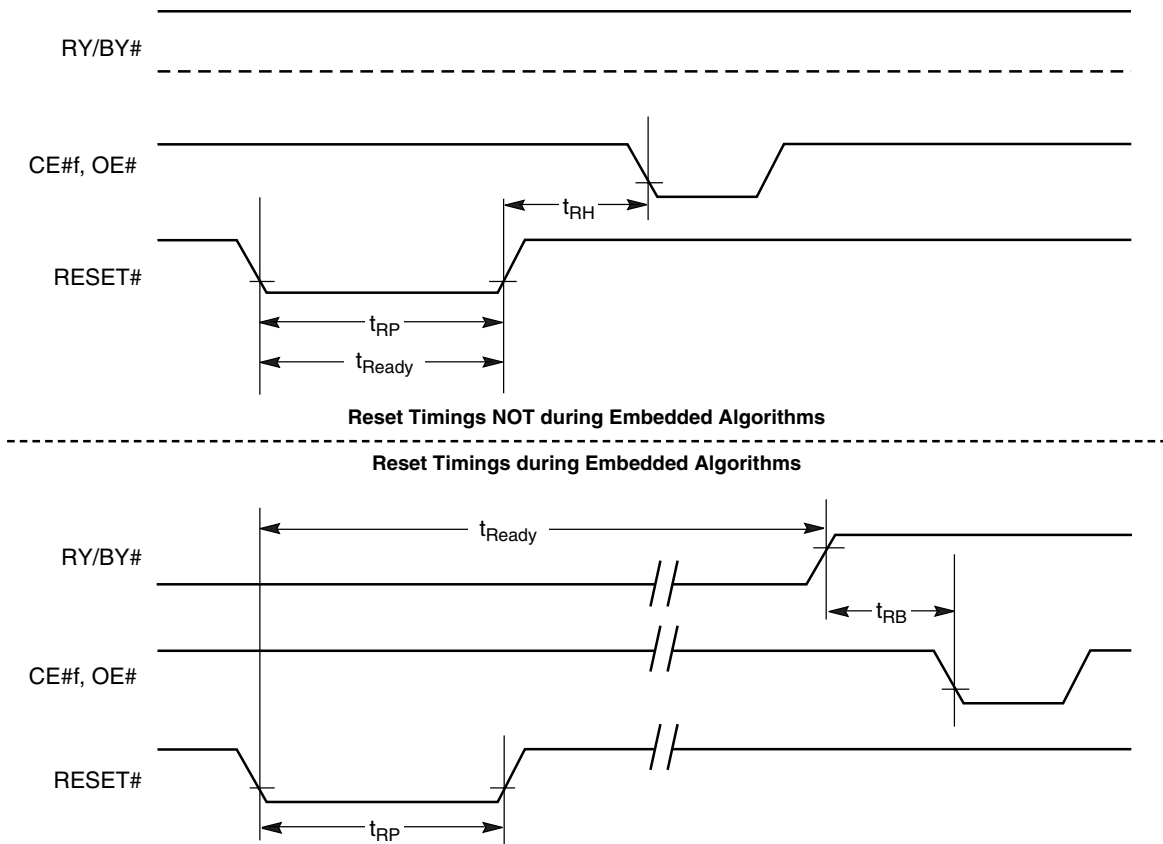 RY/BY#
CE#f, OE#
tRH
RESET#
tRP
tReady
Reset Timings NOT during Embedded Algorithms
Reset Timings during Embedded Algorithms
tReady
RY/BY#
tRB
CE#f, OE#
RESET#
tRP